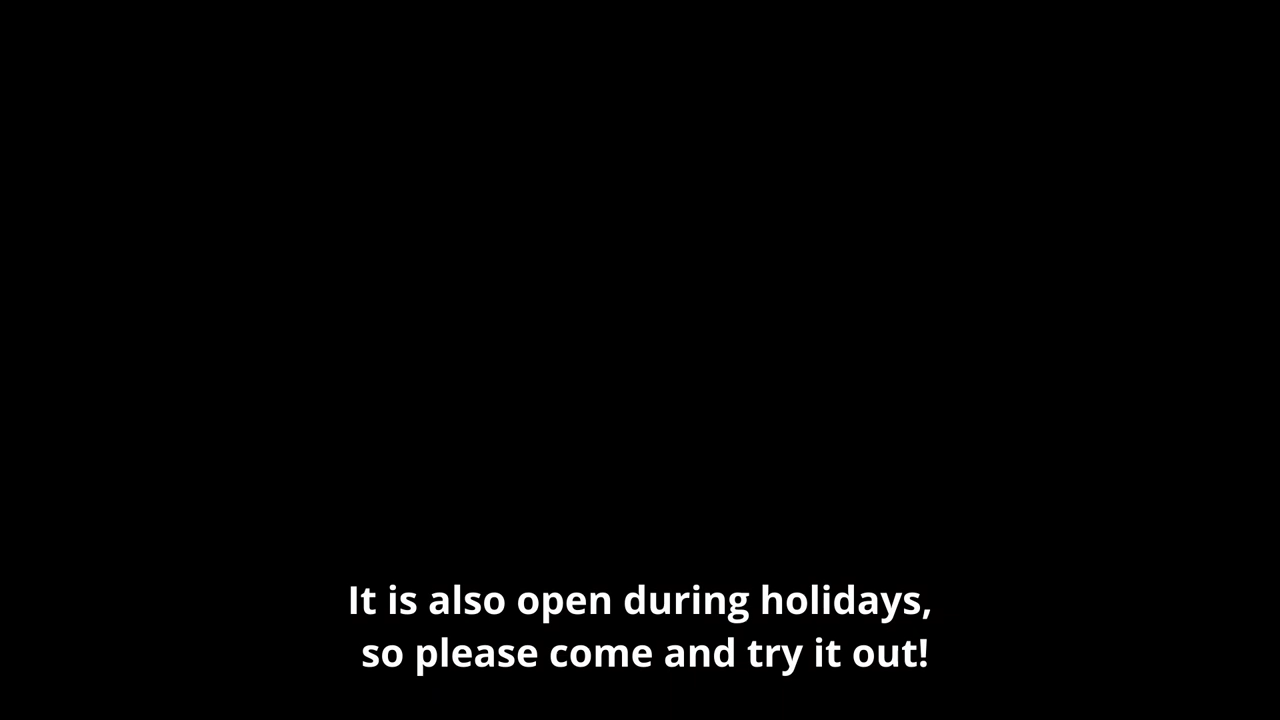 It is also open during holidays,
so please come and try it out!